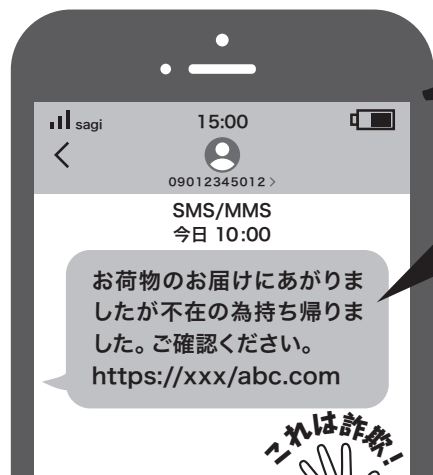 sagi 15:00
09012345012 >
SMS/MMS
今日 10:00
お荷物のお届けにあがりま
したが不在の為持ち帰りま
した。ご確認ください。
https://xxx/abc.com
これは詐欺！